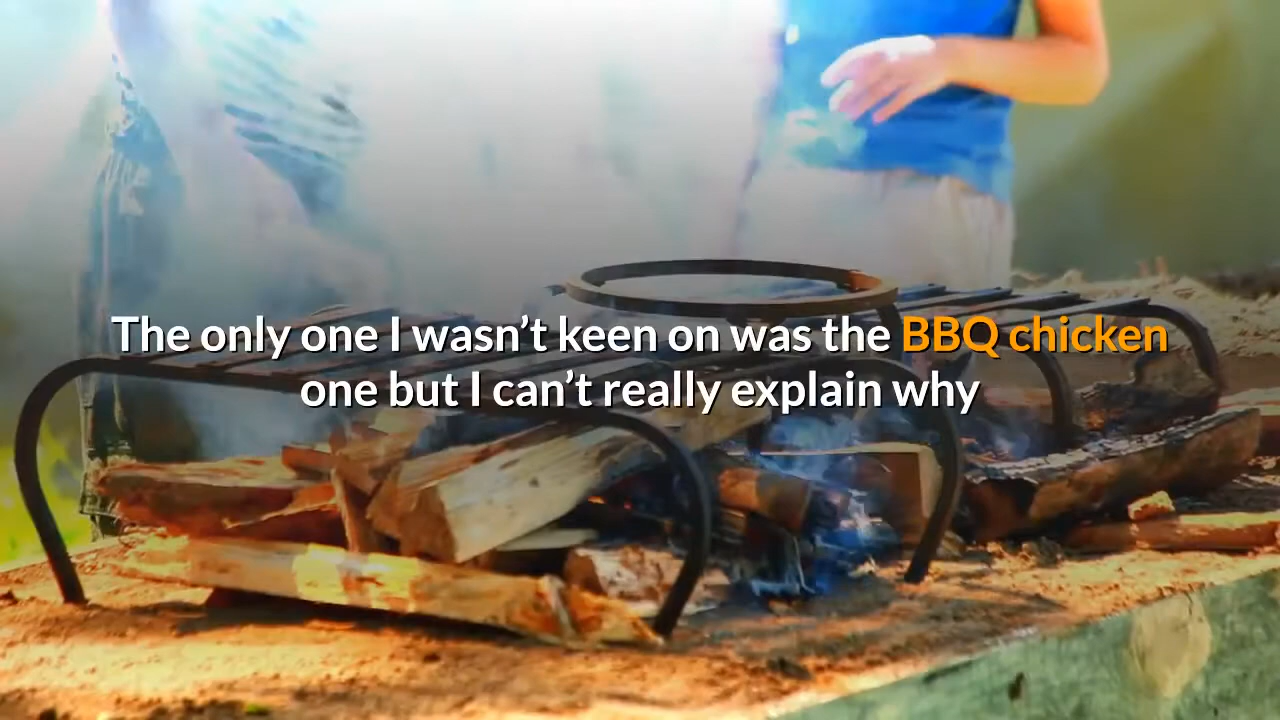 The only one I wasn’t keen on was the BBQ chicken
one but I can’t really explain why